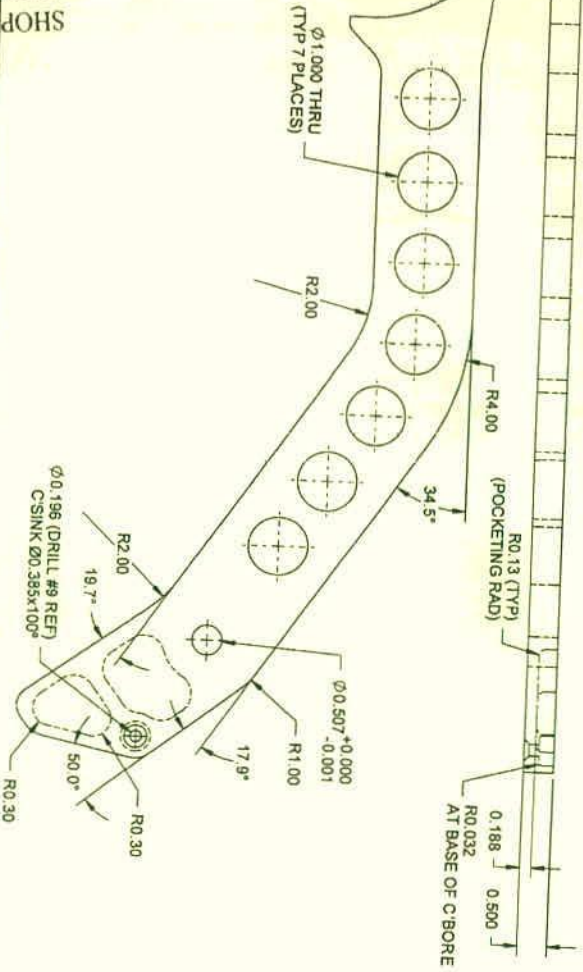 SHOP
Ø1.000 THRU
(TYP 7 PLACES)
R2.00
R4.00
34.5°
R0.13 (TYP)
(POCKETING RAD)
Ø0.196 (DRILL #9 REF)
C'SINK Ø0.385x100°
R2.00
19.7°
Ø0.507 +0.000
-0.001
R1.00
17.9°
50.0°
R0.30
R0.30
0.188
0.500
R0.032
AT BASE OF C'BORE